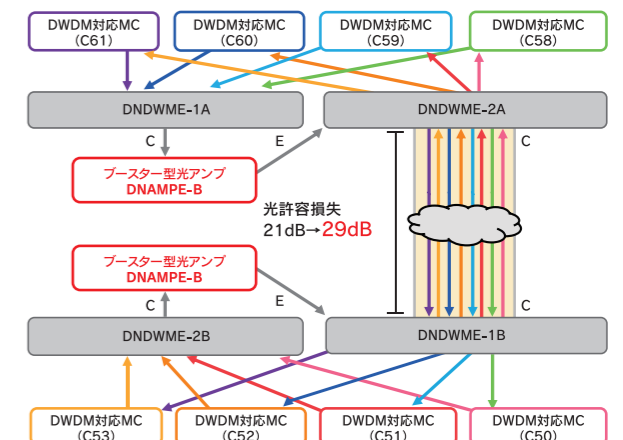 DWDM対応MC
(C61)
DWDM対応MC
(C60)
DWDM対応MC
(C59)
DWDM対応MC
(C58)
DNDWME-1A
DNDWME-2A
C
E
C
ブースター型光アンプ
DNAMPE-B
光許容損失
21dB→29dB
ブースター型光アンプ
DNAMPE-B
C
E
C
DNDWME-2B
DNDWME-1B
DWDM対応MC
(C53)
DWDM対応MC
(C52)
DWDM対応MC
(C51)
DWDM対応MC
(C50)